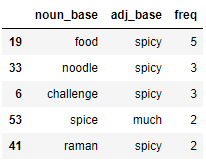 noun_base adj_base freq
19 food spicy 5
33 noodle spicy 3
6 challenge spicy 3
53 spice much 2
41 raman spicy 2